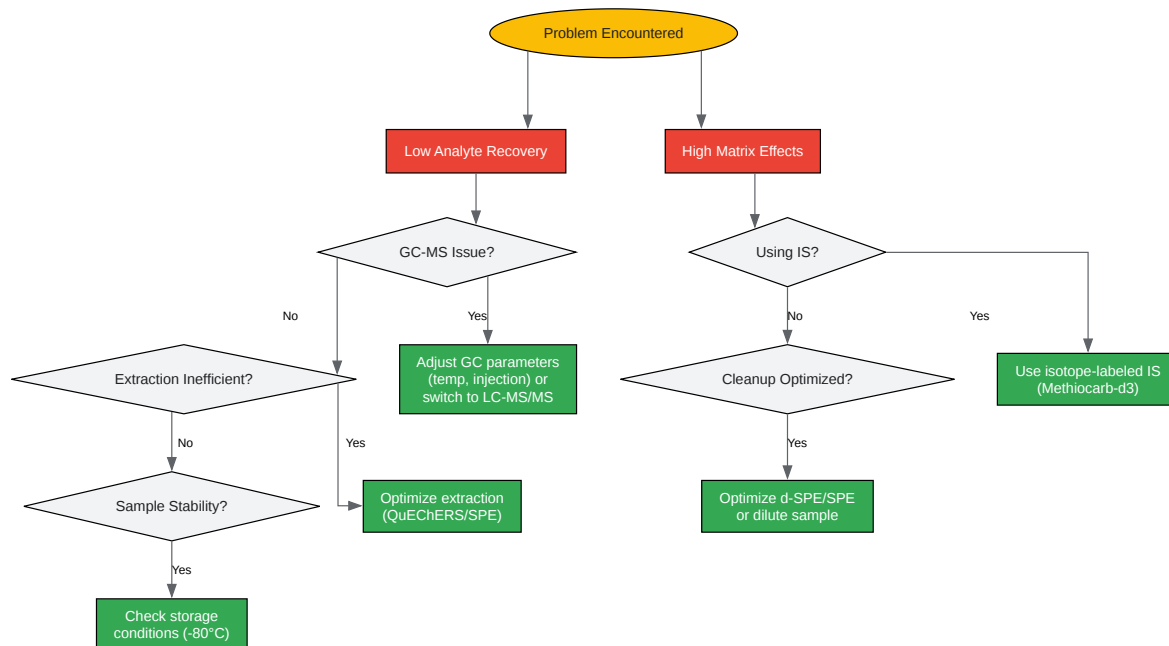 Problem Encountered
Low Analyte Recovery
High Matrix Effects
GC-MS Issue?
Using IS?
No
Yes
No
Yes
Extraction Inefficient?
Adjust GC parameters
(temp, injection) or
switch to LC-MS/MS
Cleanup Optimized?
Use isotope-labeled IS
(Methiocarb-d3)
No
Yes
Yes
Sample Stability?
Optimize extraction
(QuEChERS/SPE)
Optimize d-SPE/SPE
or dilute sample
Yes
Check storage
conditions (-80°C)